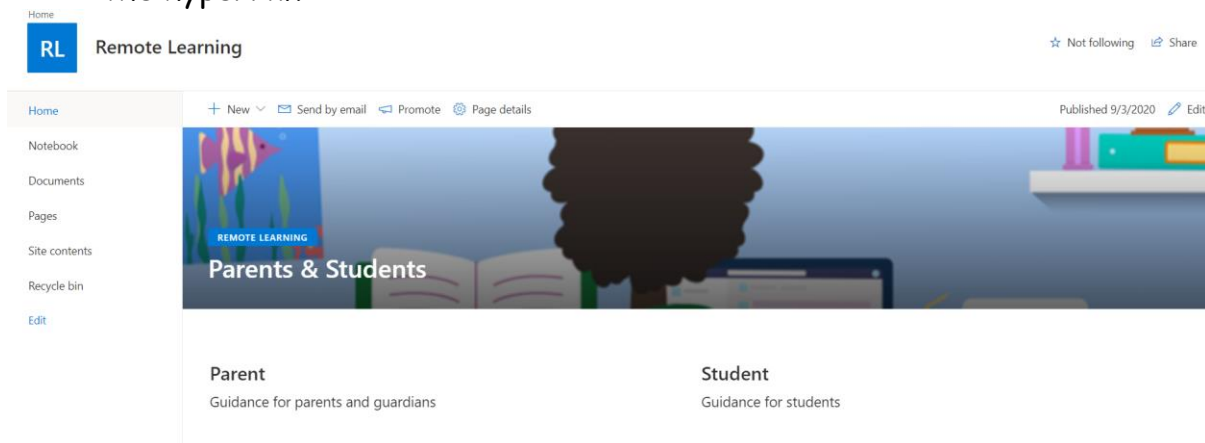 Home
RL Remote Learning
Not following Share
Home
Notebook
Documents
Pages
Site contents
Recycle bin
Edit
New Send by email Promote Page details
Published 9/3/2020 Edit
REMOTE LEARNING
Parents & Students
Parent
Guidance for parents and guardians
Student
Guidance for students